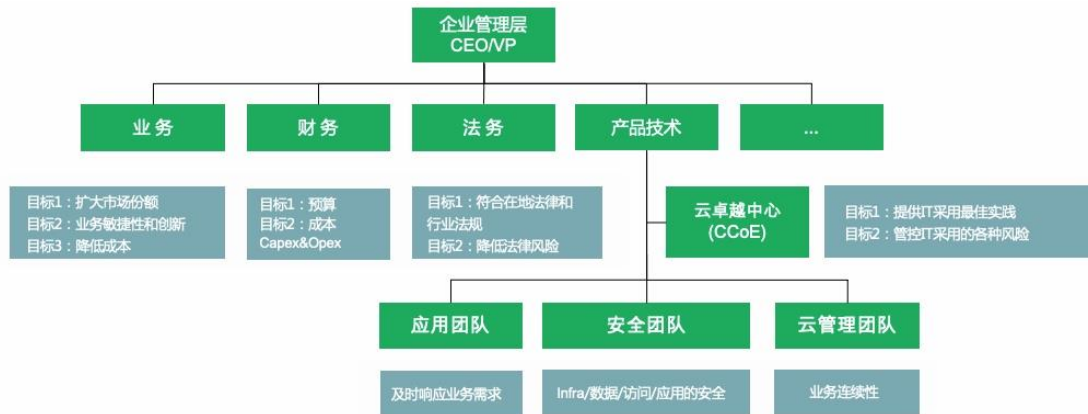 企业管理层
CEO/VP
业务
财务
法务
产品技术
...
目标1：扩大市场份额
目标2：业务敏捷性和创新
目标3：降低成本
目标1：预算
目标2：成本
Capex&Opex
目标1：符合在地法律和
行业法规
目标2：降低法律风险
云卓越中心
(CCoE)
目标1：提供IT采用最佳实践
目标2：管控IT采用的各种风险
应用团队
安全团队
云管理团队
及时响应业务需求
Infra/数据/访问/应用的安全
业务连续性